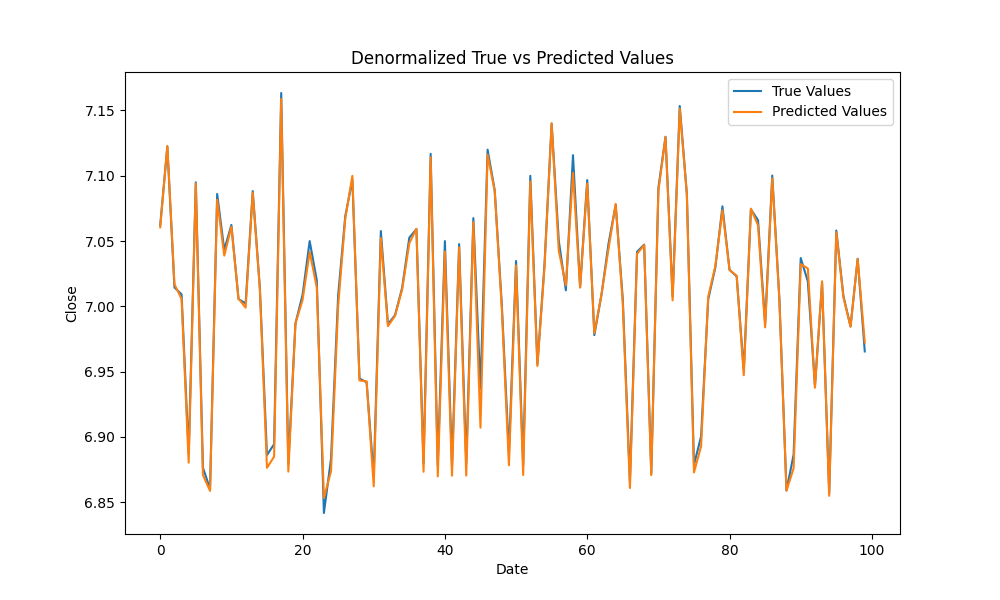 Denormalized True vs Predicted Values
True Values
Predicted Values
7.15
7.10
7.05
7.00
6.95
6.90
6.85
Close
0 20 40 60 80 100
Date